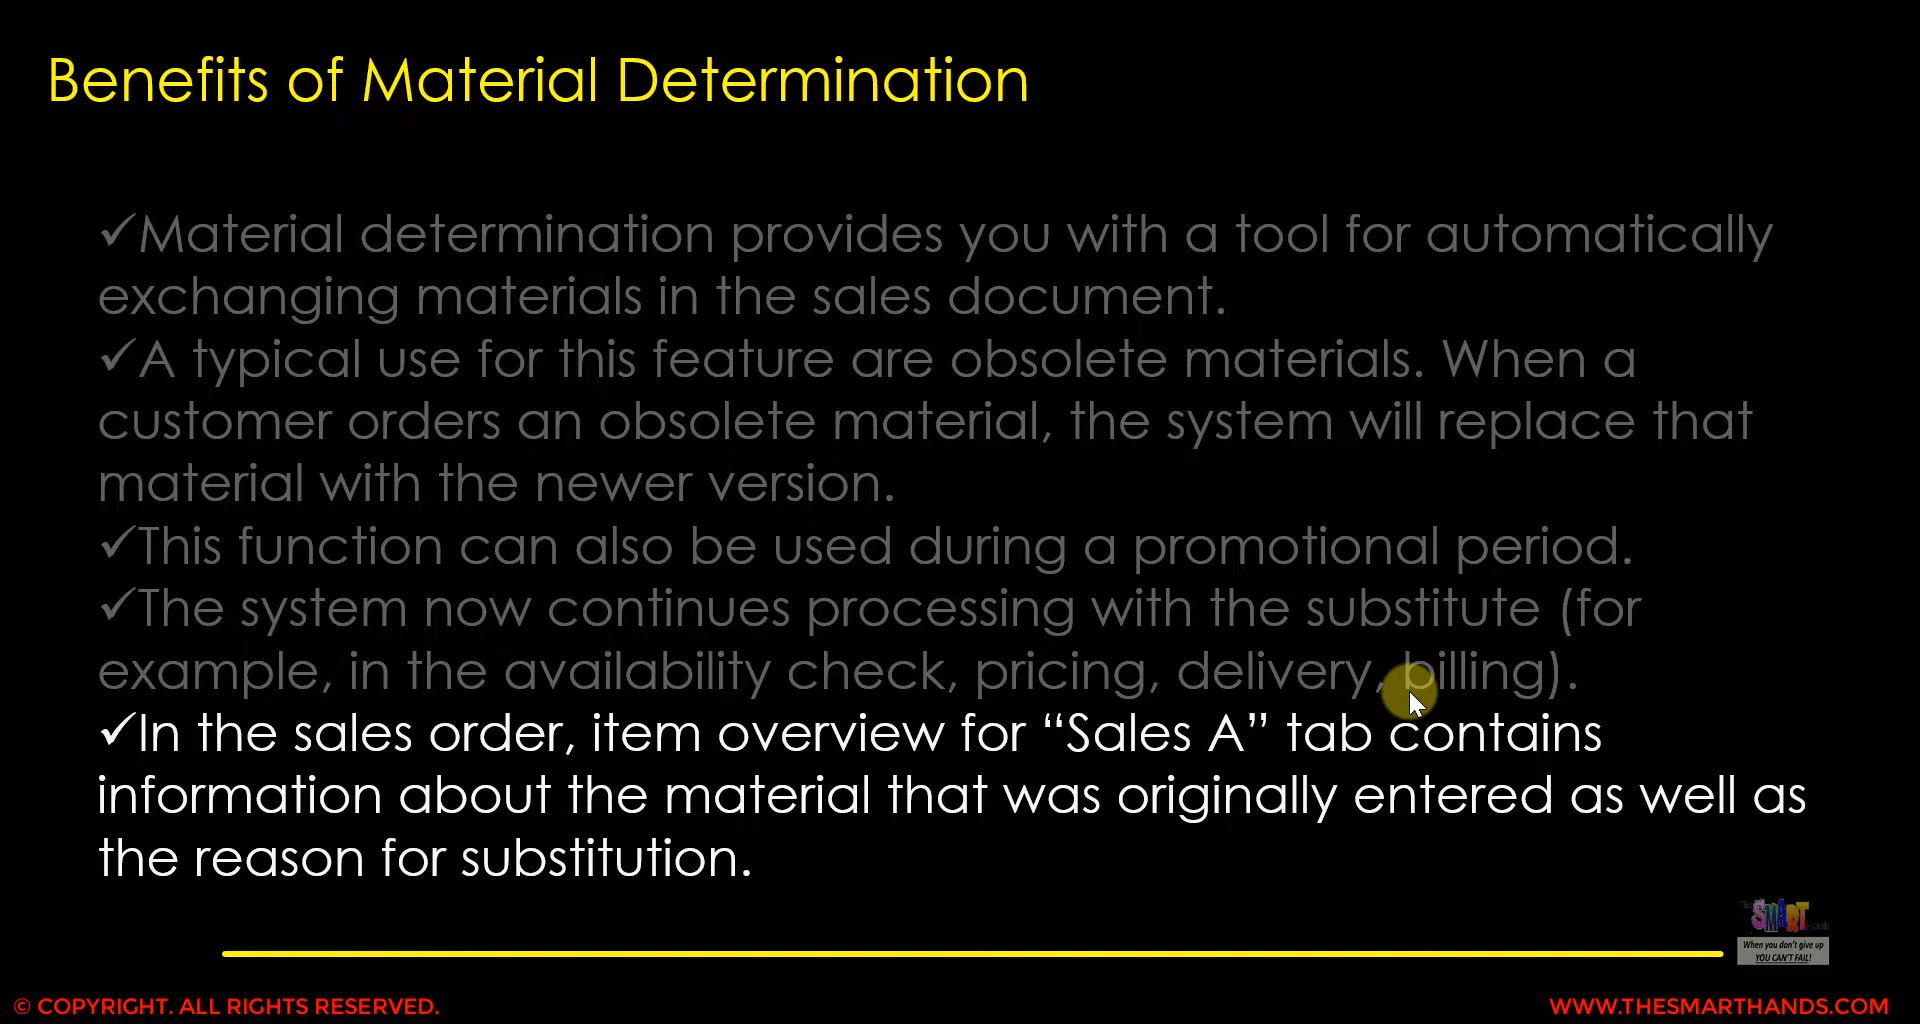 Benefits of Material Determination
✓Material determination provides you with a tool for automatically
exchanging materials in the sales document.
✓A typical use for this feature are obsolete materials. When a
customer orders an obsolete material, the system will replace that
material with the newer version.
✓This function can also be used during a promotional period.
✓The system now continues processing with the substitute (for
example, in the availability check, pricing, delivery, billing).
✓In the sales order, item overview for “Sales A” tab contains
information about the material that was originally entered as well as
the reason for substitution.
SMART
When you don't give up
YOU CAN'T FAIL!
© COPYRIGHT. ALL RIGHTS RESERVED.
WWW.THESMARTHANDS.COM